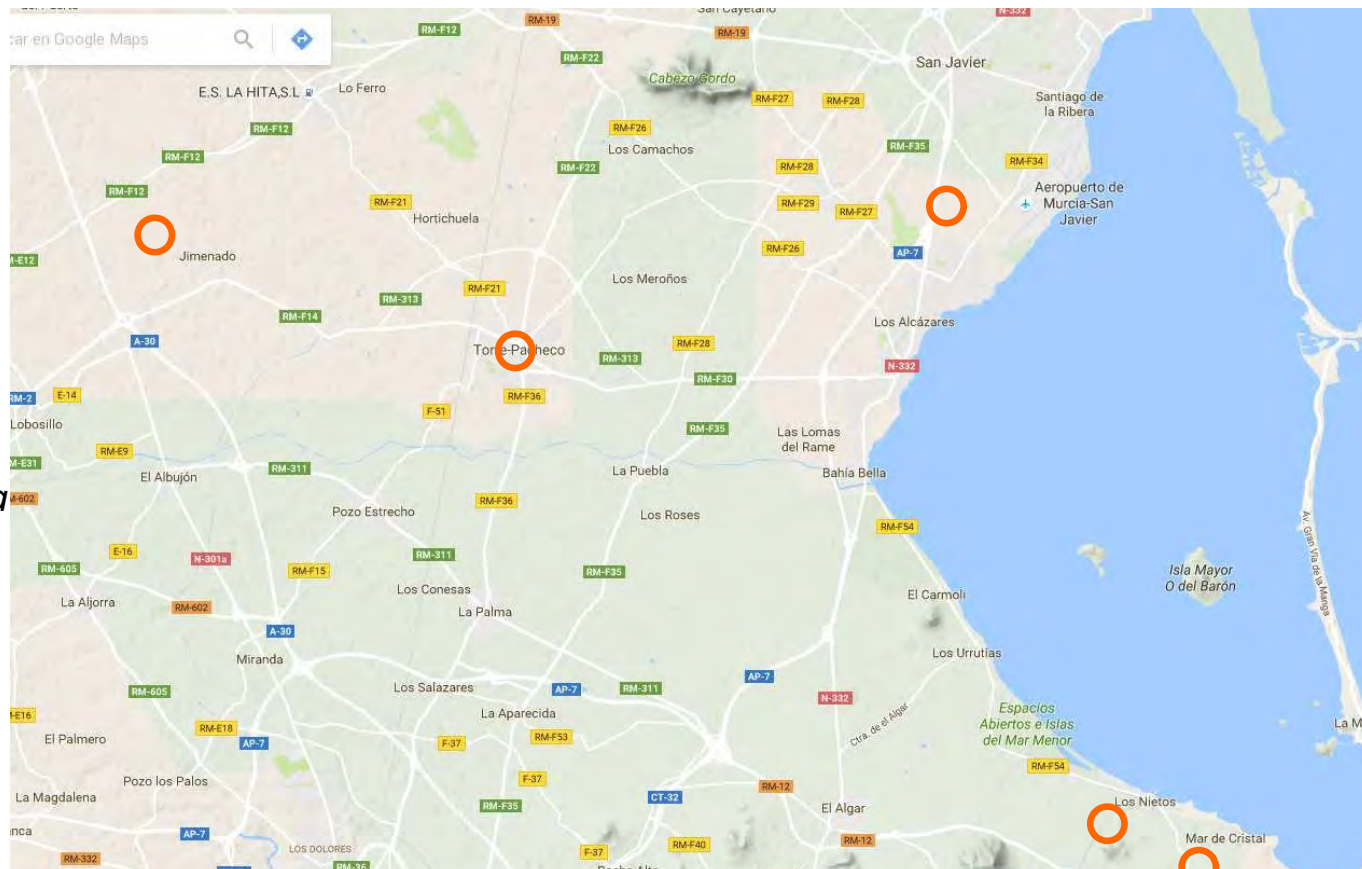 San Cayetano
N-332
RM-19
RM-F12
RM-19
car en Google Maps
RM-F22
San Javier
Cabezo Gordo
E.S. LA HITA,S.L
Lo Ferro
RM-F27
RM-F28
Santiago de
la Ribera
RM-F12
RM-F26
RM-F35
Los Camachos
RM-F12
RM-F22
RM-F28
RM-F34
RM-F12
Aeropuerto de
Murcia-San
Javier
RM-F21
RM-F29
RM-F27
Hortichuela
RM-F26
AP-7
Jimenado
M-E12
Los Meroños
RM-F21
RM-313
RM-F14
Los Alcázares
A-30
RM-F28
Torre-Pacheco
RM-313
N-332
RM-F30
RM-2
E-14
RM-F36
F-51
Lobosillo
RM-F35
Las Lomas
del Rame
RM-E9
M-E31
RM-311
La Puebla
Bahía Bella
El Albujón
a
M-602
RM-F36
Pozo Estrecho
Los Roses
RM-F54
Av. Gran Vía de la Manga
E-16
N-301a
RM-311
RM-605
RM-F15
RM-F35
Isla Mayor
O del Barón
Los Conesas
El Carmoli
La Aljorra
RM-602
La Palma
A-30
Miranda
Los Urrutias
AP-7
RM-605
Los Salazares
AP-7
RM-311
N-332
M-E16
La Aparecida
Espacios
Abiertos e Islas
del Mar Menor
La M
Ctra. de el Algar
RM-E18
El Palmero
AP-7
F-37
RM-F53
RM-F54
Pozo los Palos
F-37
RM-12
La Magdalena
CT-32
RM-F35
El Algar
Los Nietos
anca
AP-7
RM-12
Mar de Cristal
LOS DOLORES
RM-F40
F-37
RM-332
RM-36